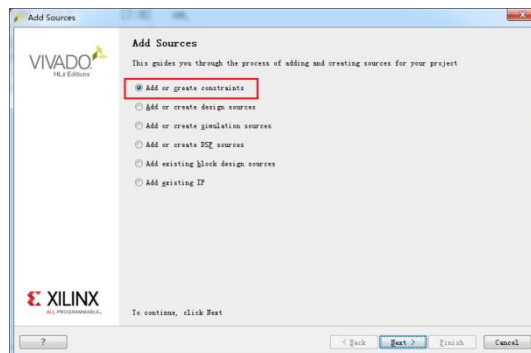 Add Sources
VIVADO
HLx Editions
Add Sources
This guides you through the process of adding and creating sources for your project
Add or create constraints
Add or create design sources
Add or create simulation sources
Add or create DSP sources
Add existing block design sources
Add existing IP
XILINX
ALL PROGRAMMABLE.
To continue, click Next
?
< Back
Next >
Finish
Cancel